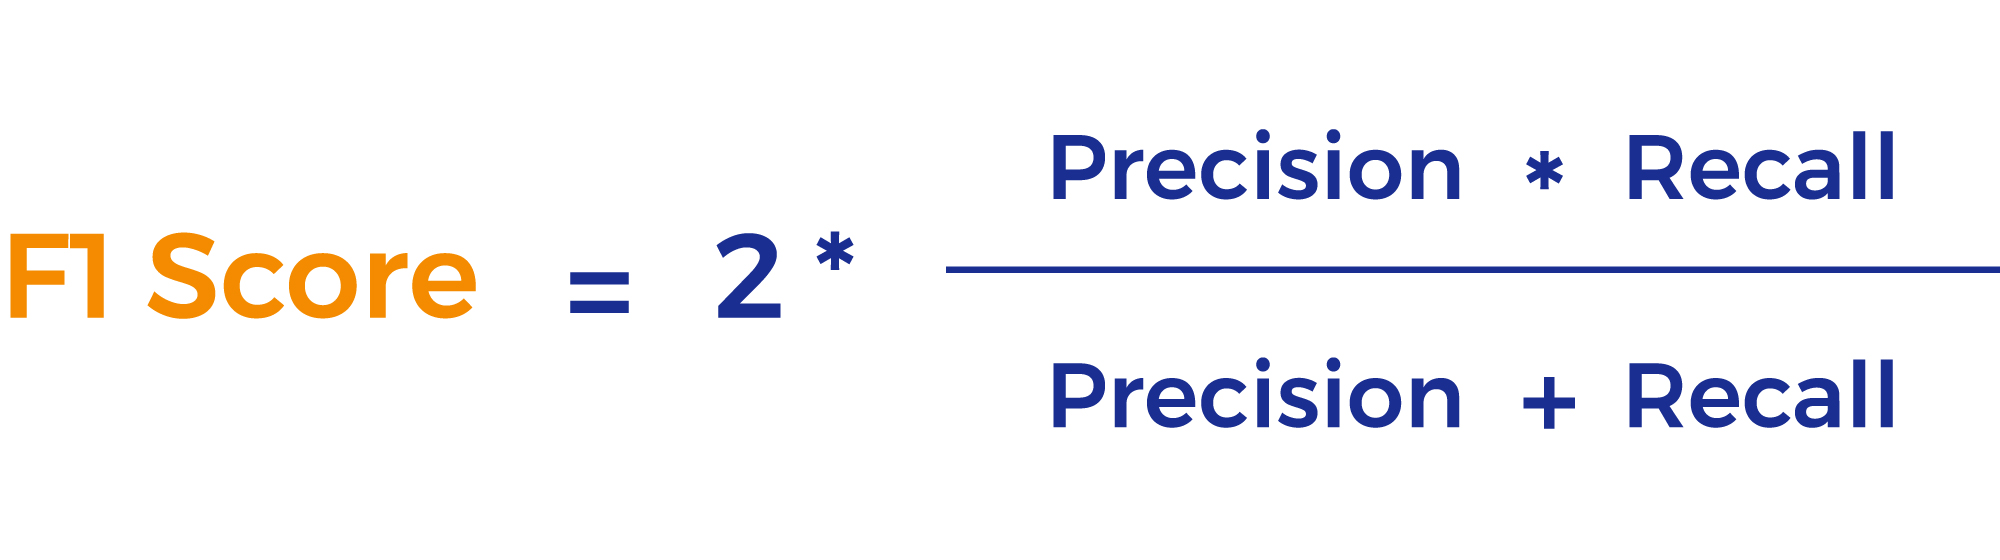 Precision * Recall
F1 Score = 2 *
Precision + Recall